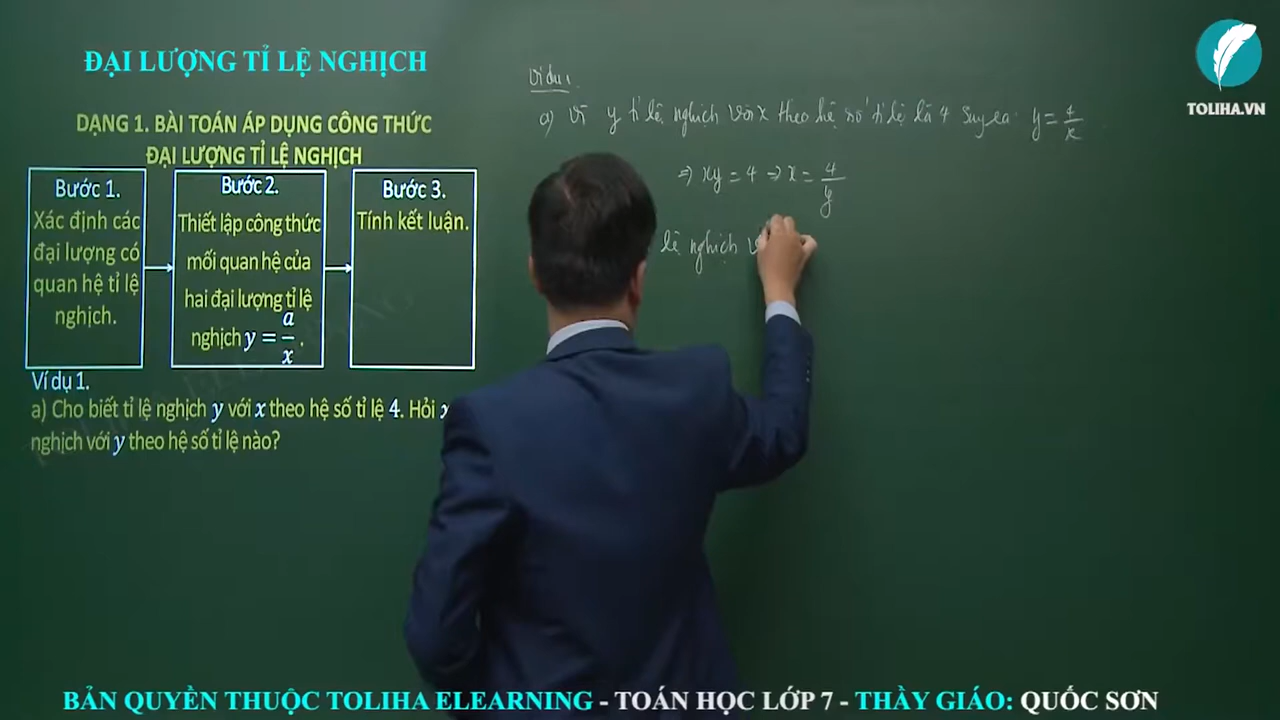 ĐẠI LƯỢNG TỈ LỆ NGHỊCH
DẠNG 1. BÀI TOÁN ÁP DỤNG CÔNG THỨC
ĐẠI LƯỢNG TỈ LỆ NGHỊCH
Bước 1.
Xác định các
đại lượng có
quan hệ tỉ lệ
nghịch.
Bước 2.
Thiết lập công thức
mối quan hệ của
hai đại lượng tỉ lệ
nghịch y = a/x .
Bước 3.
Tính kết luận.
Ví dụ 1.
a) Cho biết tỉ lệ nghịch y với x theo hệ số tỉ lệ 4. Hỏi x
nghịch với y theo hệ số tỉ lệ nào?
Ví dụ 1.
a) Vì y tỉ lệ nghịch với x theo hệ số tỉ lệ là 4 suy ra: y = 4/x
⇒ xy = 4 ⇒ x = 4/y
lệ nghịch
TOLIHA.VN
BẢN QUYỀN THUỘC TOLIHA ELEARNING - TOÁN HỌC LỚP 7 - THẦY GIÁO: QUỐC SƠN